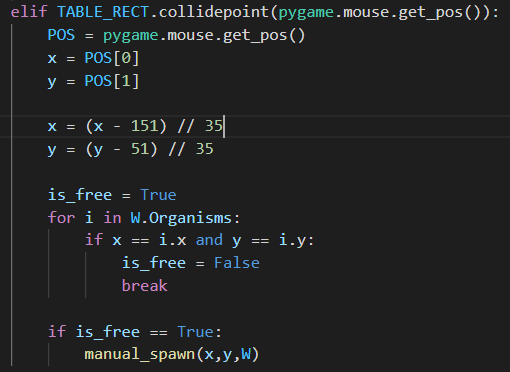 elif TABLE_RECT.collidepoint(pygame.mouse.get_pos()):
    POS = pygame.mouse.get_pos()
    x = POS[0]
    y = POS[1]

    x = (x - 151) // 35
    y = (y - 51) // 35

    is_free = True
    for i in W.Organisms:
        if x == i.x and y == i.y:
            is_free = False
            break

    if is_free == True:
        manual_spawn(x,y,W)